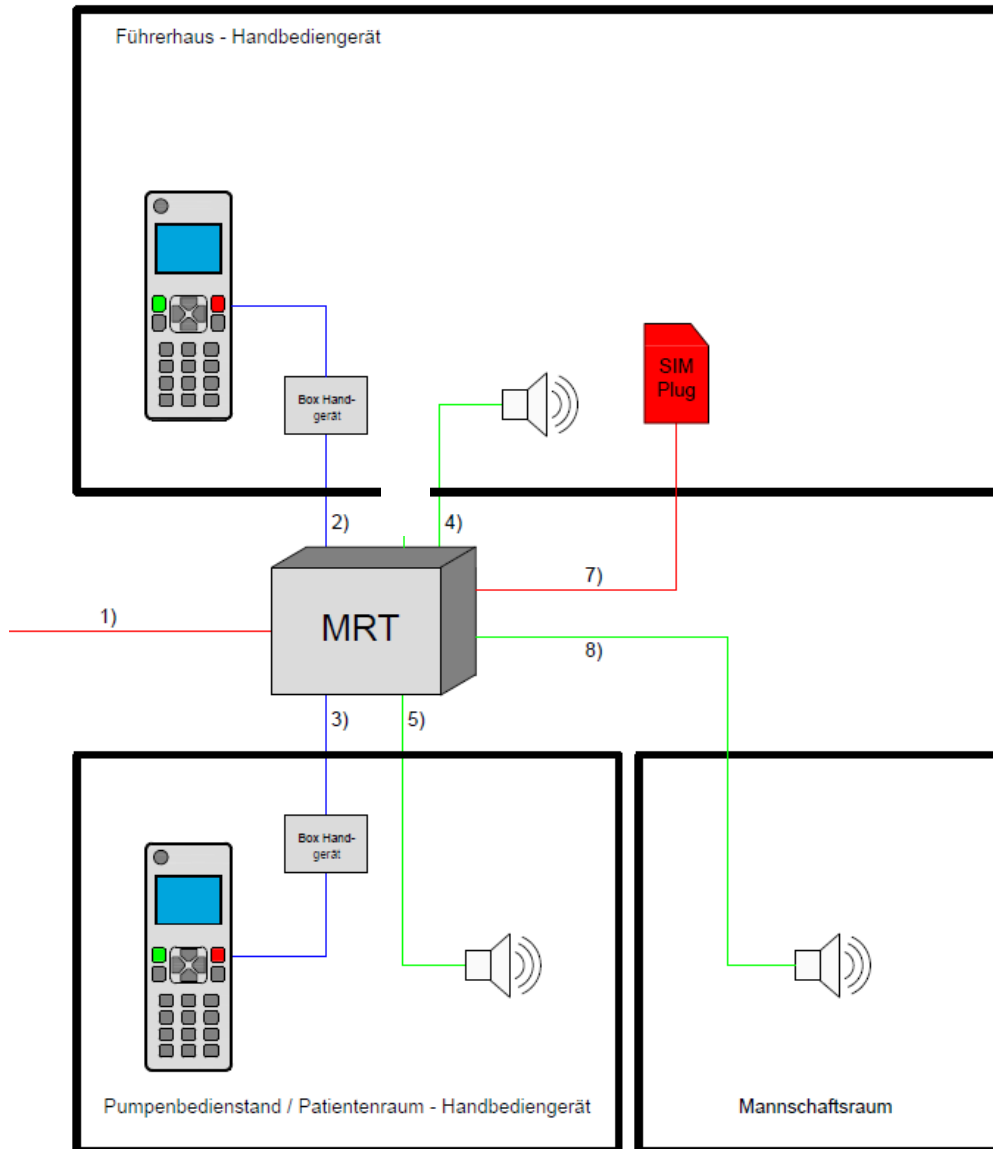 Führerhaus - Handbediengerät
Box Hand-
gerät
SIM
Plug
2)
4)
7)
1)
MRT
8)
3)
5)
Box Hand-
gerät
Pumpenbedienstand / Patientenraum - Handbediengerät
Mannschaftsraum